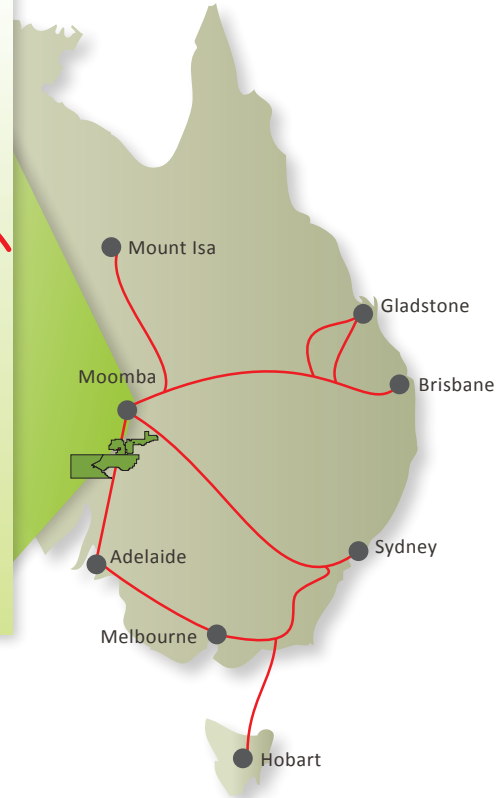 Mount Isa
Gladstone
Moomba
Brisbane
Sydney
Adelaide
Melbourne
Hobart